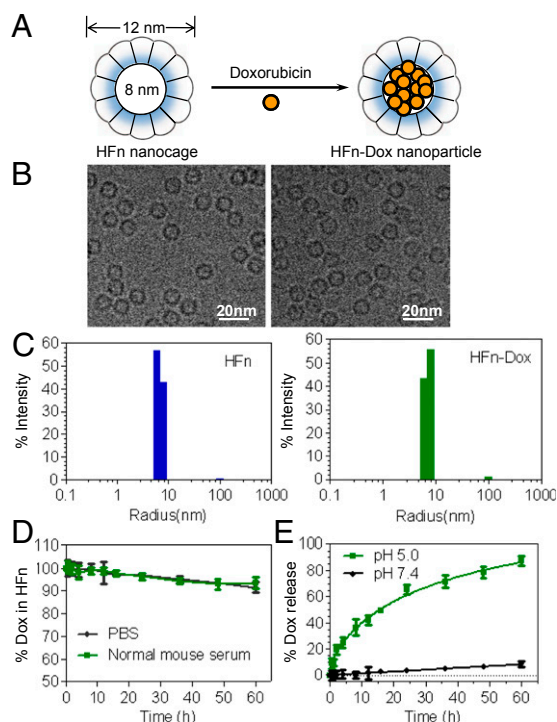 A
12 nm
8 nm
Doxorubicin
HFn nanocage
HFn-Dox nanoparticle
B
20nm
20nm
C
% Intensity
60
50
40
30
20
10
0
HFn
0.1 1 10 100 1000
Radius(nm)
% Intensity
60
50
40
30
20
10
0
HFn-Dox
0.1 1 10 100 1000
Radius(nm)
D
% Dox in HFn
110
100
90
80
70
60
50
PBS
Normal mouse serum
0 10 20 30 40 50 60
Time (h)
E
% Dox release
100
80
60
40
20
0
pH 5.0
pH 7.4
0 10 20 30 40 50 60
Time (h)